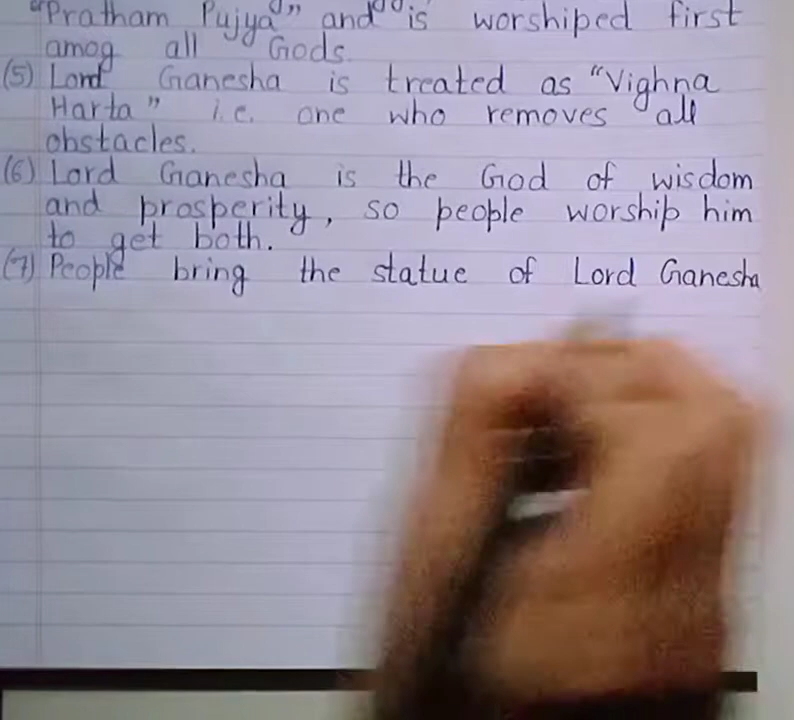 "Pratham Pujya" and is worshiped first
amog all Gods.
(5) Lord Ganesha is treated as "Vighna
Harta" i.e. one who removes all
obstacles.
(6) Lord Ganesha is the God of wisdom
and prosperity, so people worship him
to get both.
(7) People bring the statue of Lord Ganesha